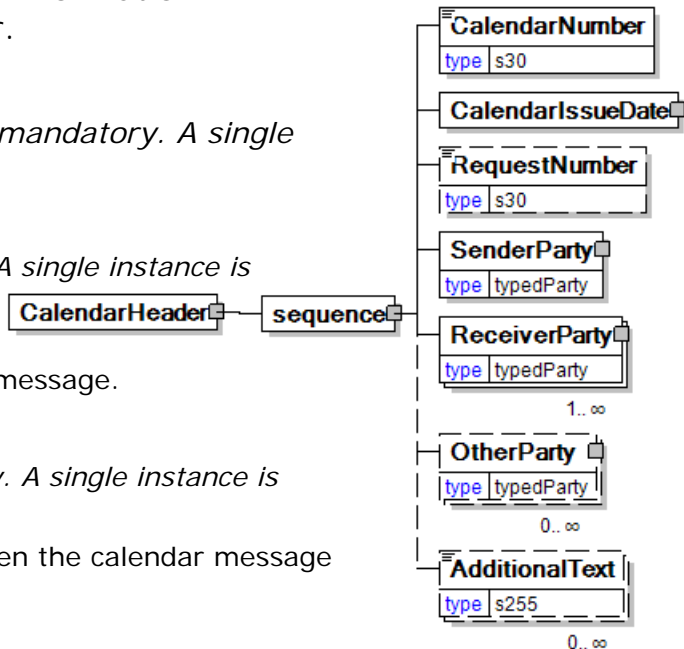 r.
mandatory. A single
A single instance is
message.
. A single instance is
en the calendar message
CalendarHeader
sequence
CalendarNumber
type s30
CalendarIssueDate
RequestNumber
type s30
SenderParty
type typedParty
ReceiverParty
type typedParty
1.. ∞
OtherParty
type typedParty
0.. ∞
AdditionalText
type s255
0.. ∞